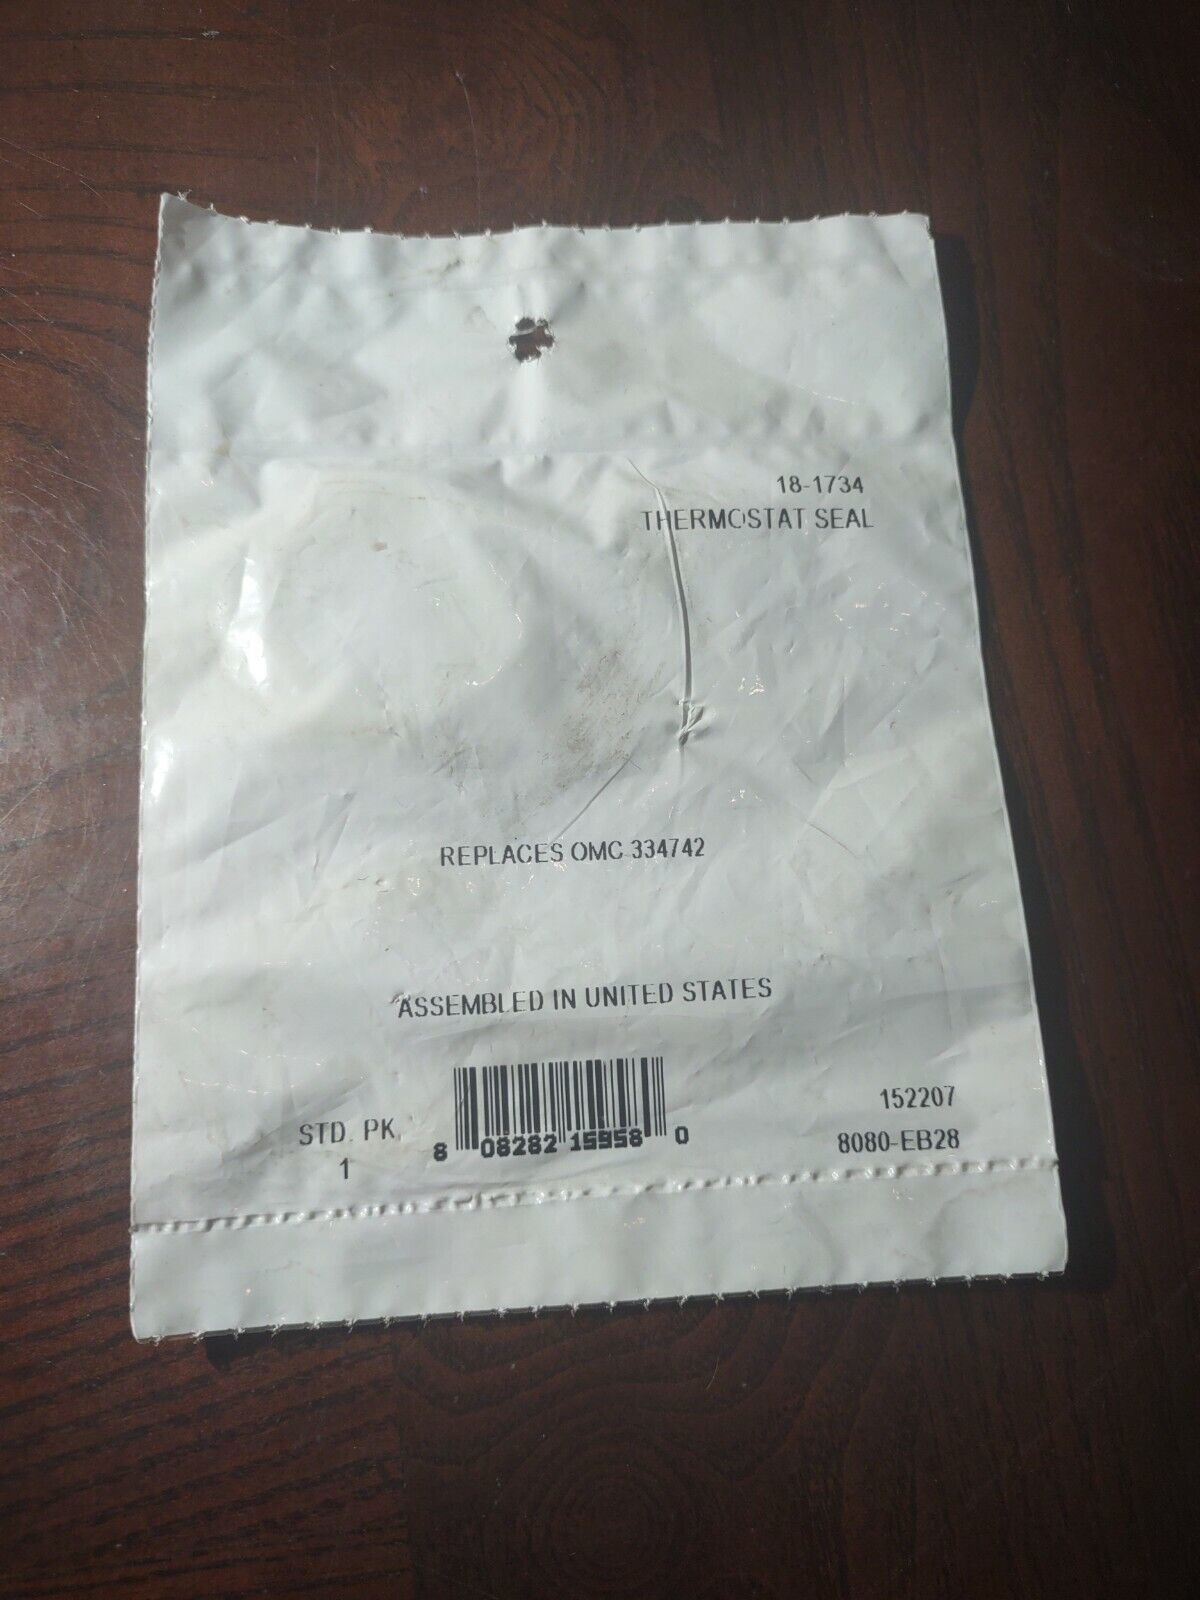 18-1734
THERMOSTAT SEAL
REPLACES OMC 334742
ASSEMBLED IN UNITED STATES
STD. PK.
1
8 08282 15958 0
152207
8080-EB28